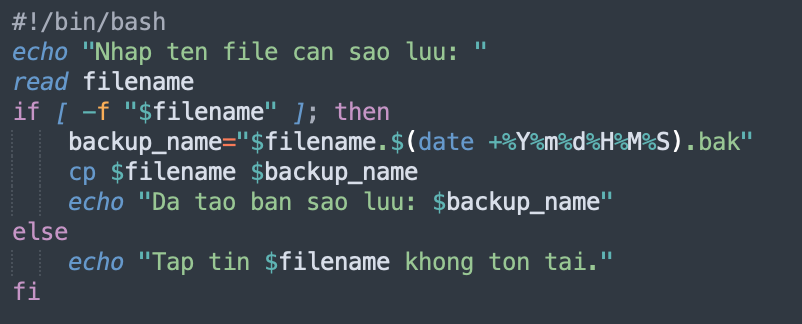 #!/bin/bash
echo "Nhap ten file can sao luu: "
read filename
if [ -f "$filename" ]; then
    backup_name="$filename.$(date +%Y%m%d%H%M%S).bak"
    cp $filename $backup_name
    echo "Da tao ban sao luu: $backup_name"
else
    echo "Tap tin $filename khong ton tai."
fi